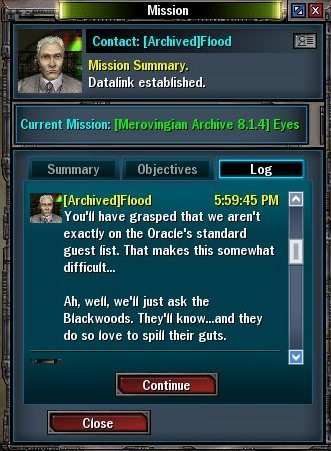 Mission
Contact: [Archived]Flood
Mission Summary.
Datalink established.
Current Mission: [Merovingian Archive 8.1.4] Eyes
Summary
Objectives
Log
[Archived]Flood 5:59:45 PM
You'll have grasped that we aren't
exactly on the Oracle's standard
guest list. That makes this somewhat
difficult...
Ah, well, we'll just ask the
Blackwoods. They'll know...and they
do so love to spill their guts.
Continue
Close